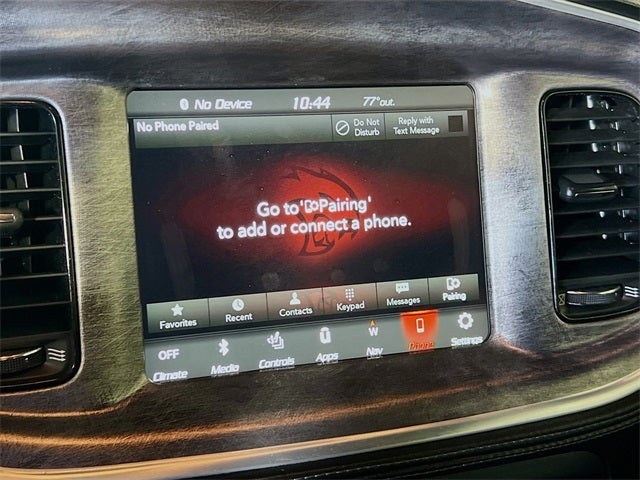 No Device 10:44 77°out.
No Phone Paired
Do Not
Disturb
Reply with
Text Message
Go to 'Pairing'
to add or connect a phone.
Favorites Recent Contacts Keypad Messages Pairing
OFF W
Climate Media Controls Apps Nav Phone Settings